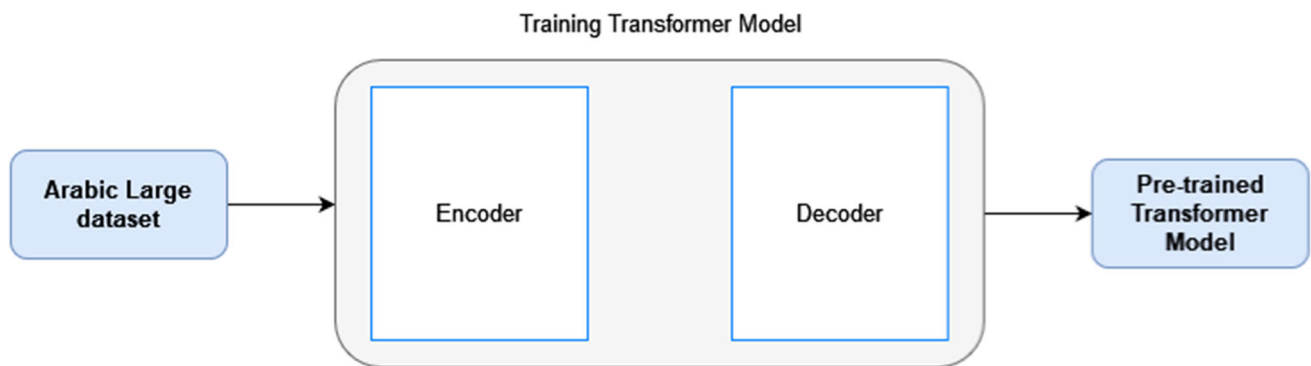 Training Transformer Model
Arabic Large
dataset
Encoder
Decoder
Pre-trained
Transformer
Model